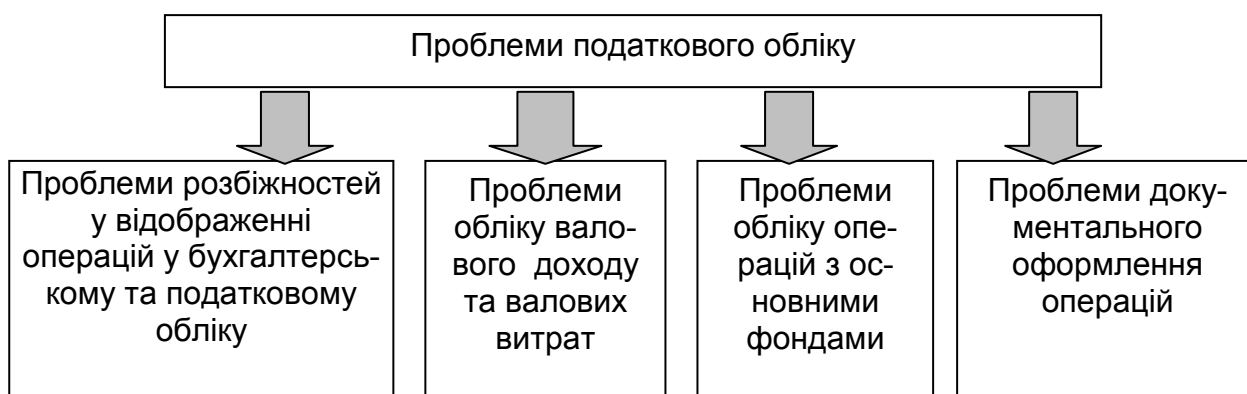 Проблеми податкового обліку
Проблеми розбіжностей
у відображенні
операцій у бухгалтерсь-
кому та податковому
обліку
Проблеми
обліку вало-
вого доходу
та валових
витрат
Проблеми
обліку опе-
рацій з ос-
новними
фондами
Проблеми доку-
ментального
оформлення
операцій